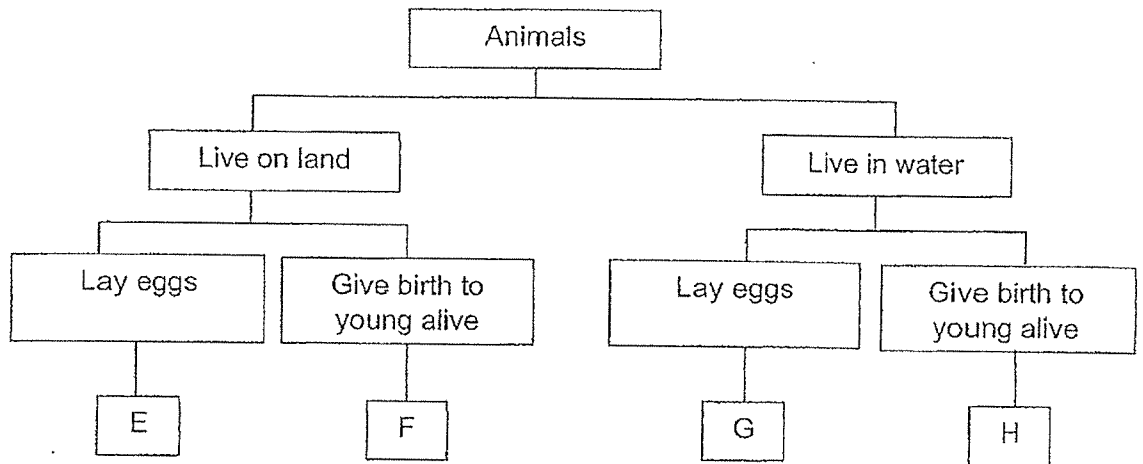 Animals
Live on land
Live in water
Lay eggs
Give birth to
young alive
Lay eggs
Give birth to
young alive
E
F
G
H